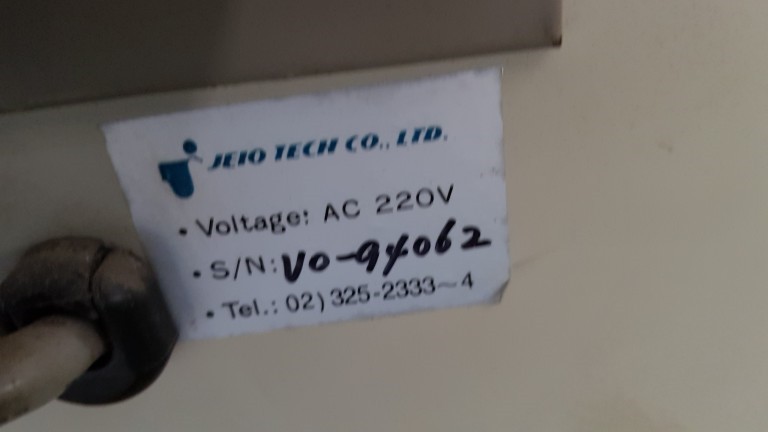 JEIO TECH CO., LTD.
• Voltage: AC 220V
• S/N: VO-94062
• Tel.: 02) 325-2333~4